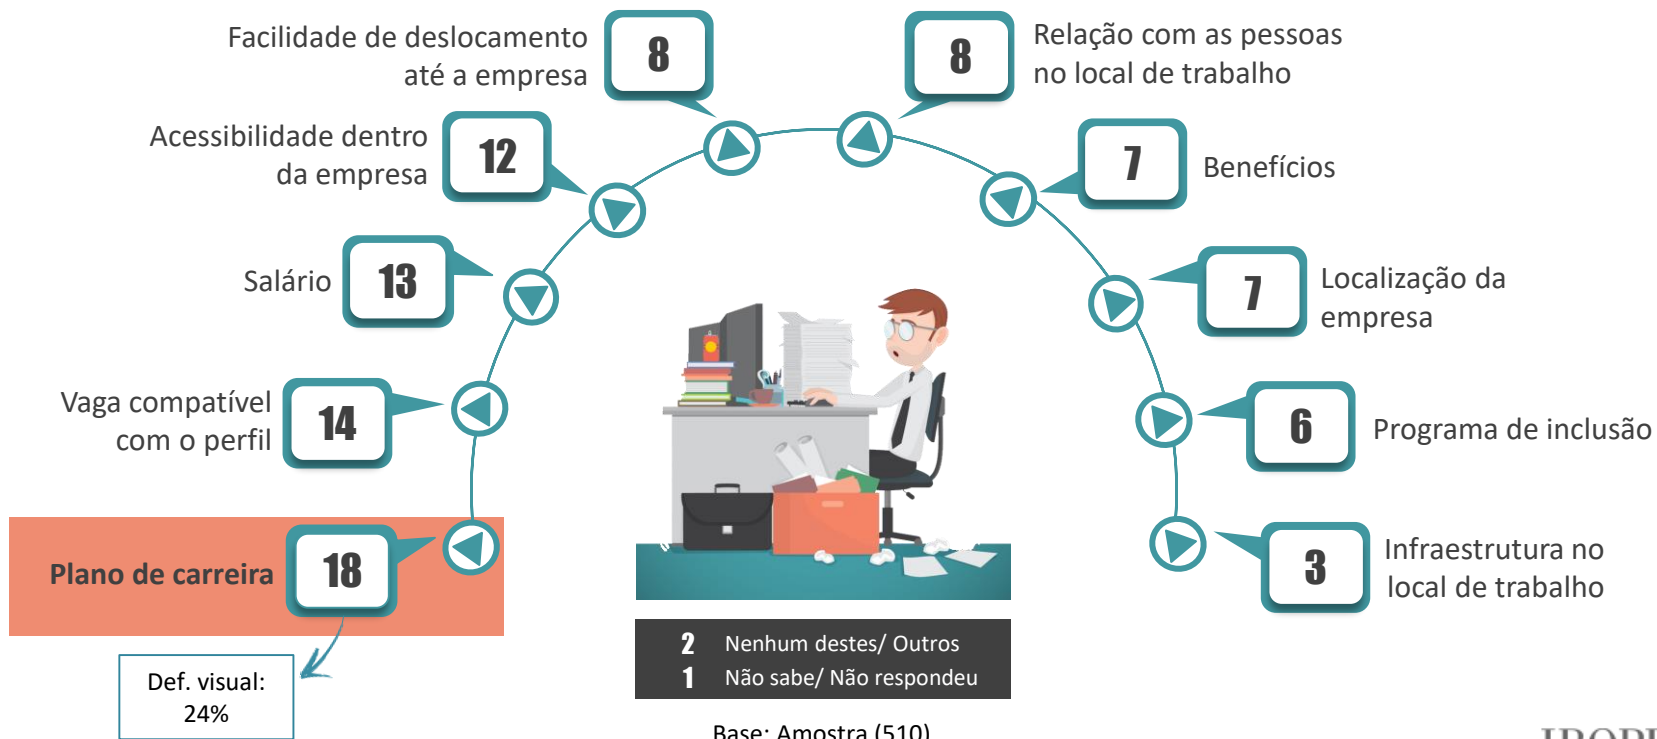 Facilidade de deslocamento
até a empresa
8
8
Relação com as pessoas
no local de trabalho
Acessibilidade dentro
da empresa
12
7
Benefícios
Salário
13
7
Localização da
empresa
Vaga compatível
com o perfil
14
6
Programa de inclusão
Plano de carreira
18
3
Infraestrutura no
local de trabalho
Def. visual:
24%
2 Nenhum destes/ Outros
1 Não sabe/ Não respondeu
Base: Amostra (510)